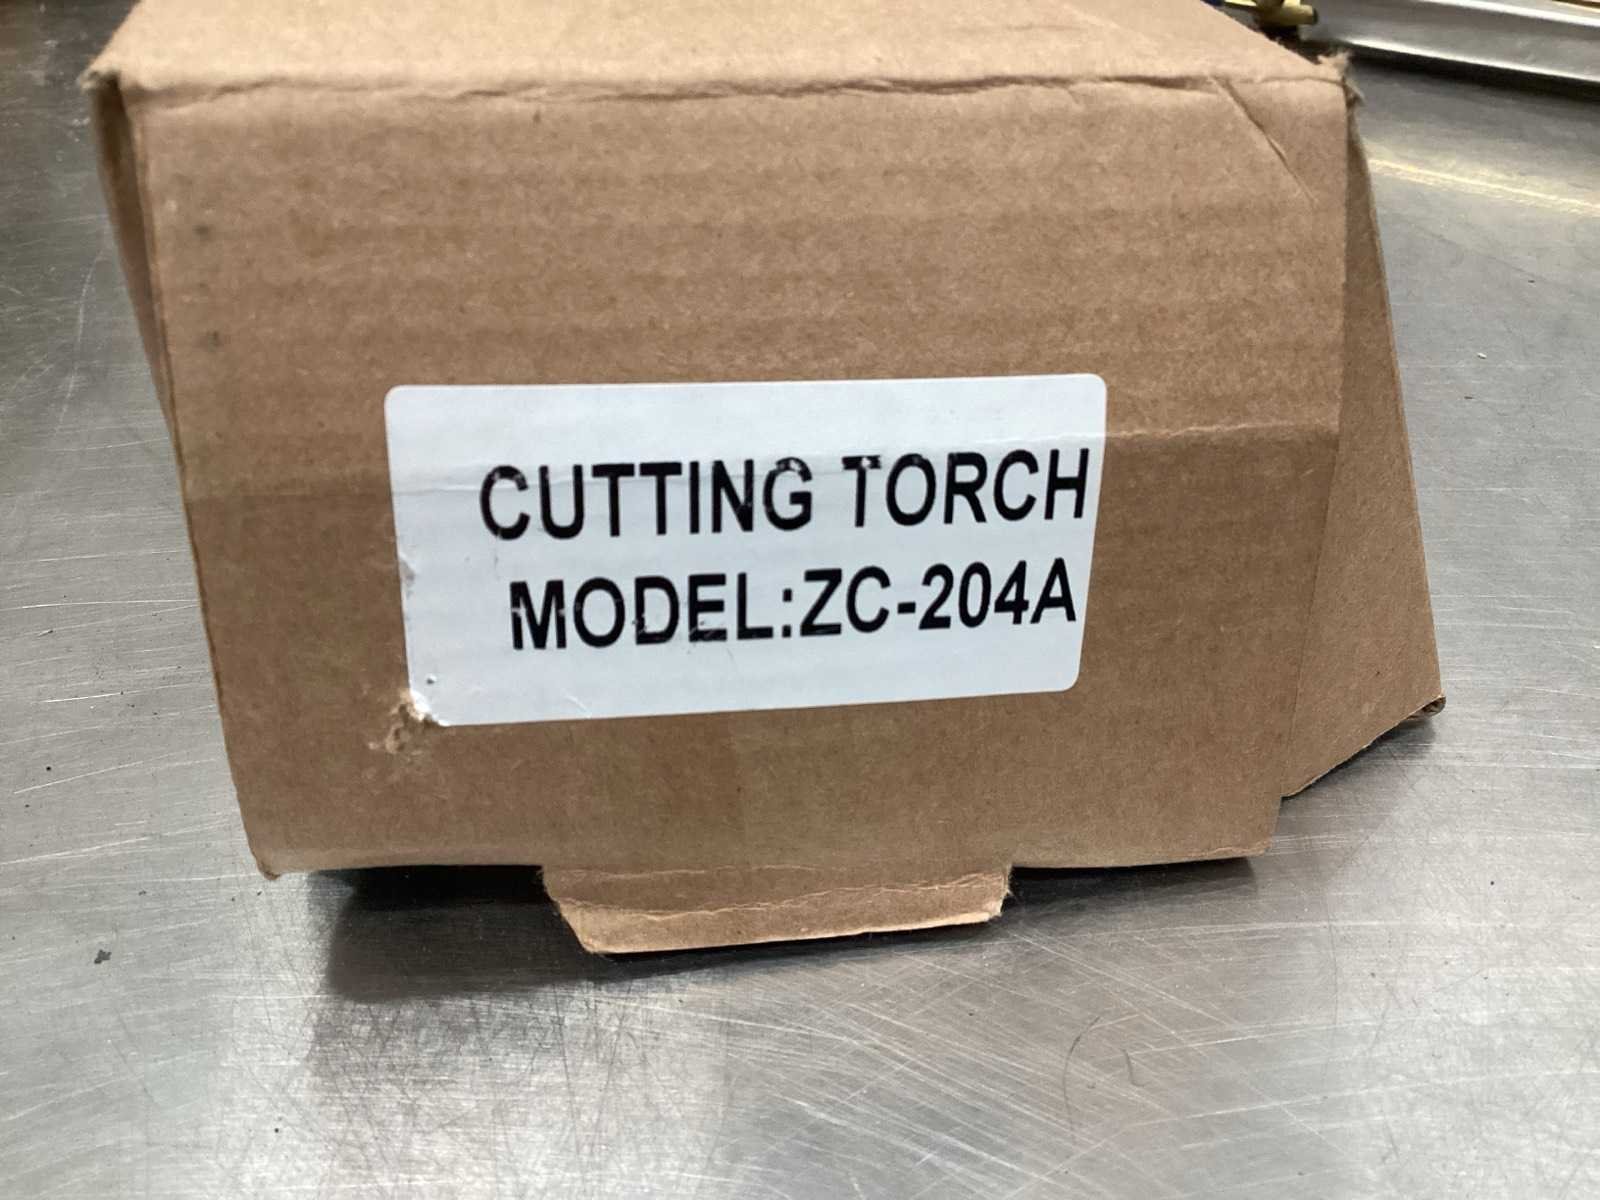 CUTTING TORCH
MODEL:ZC-204A